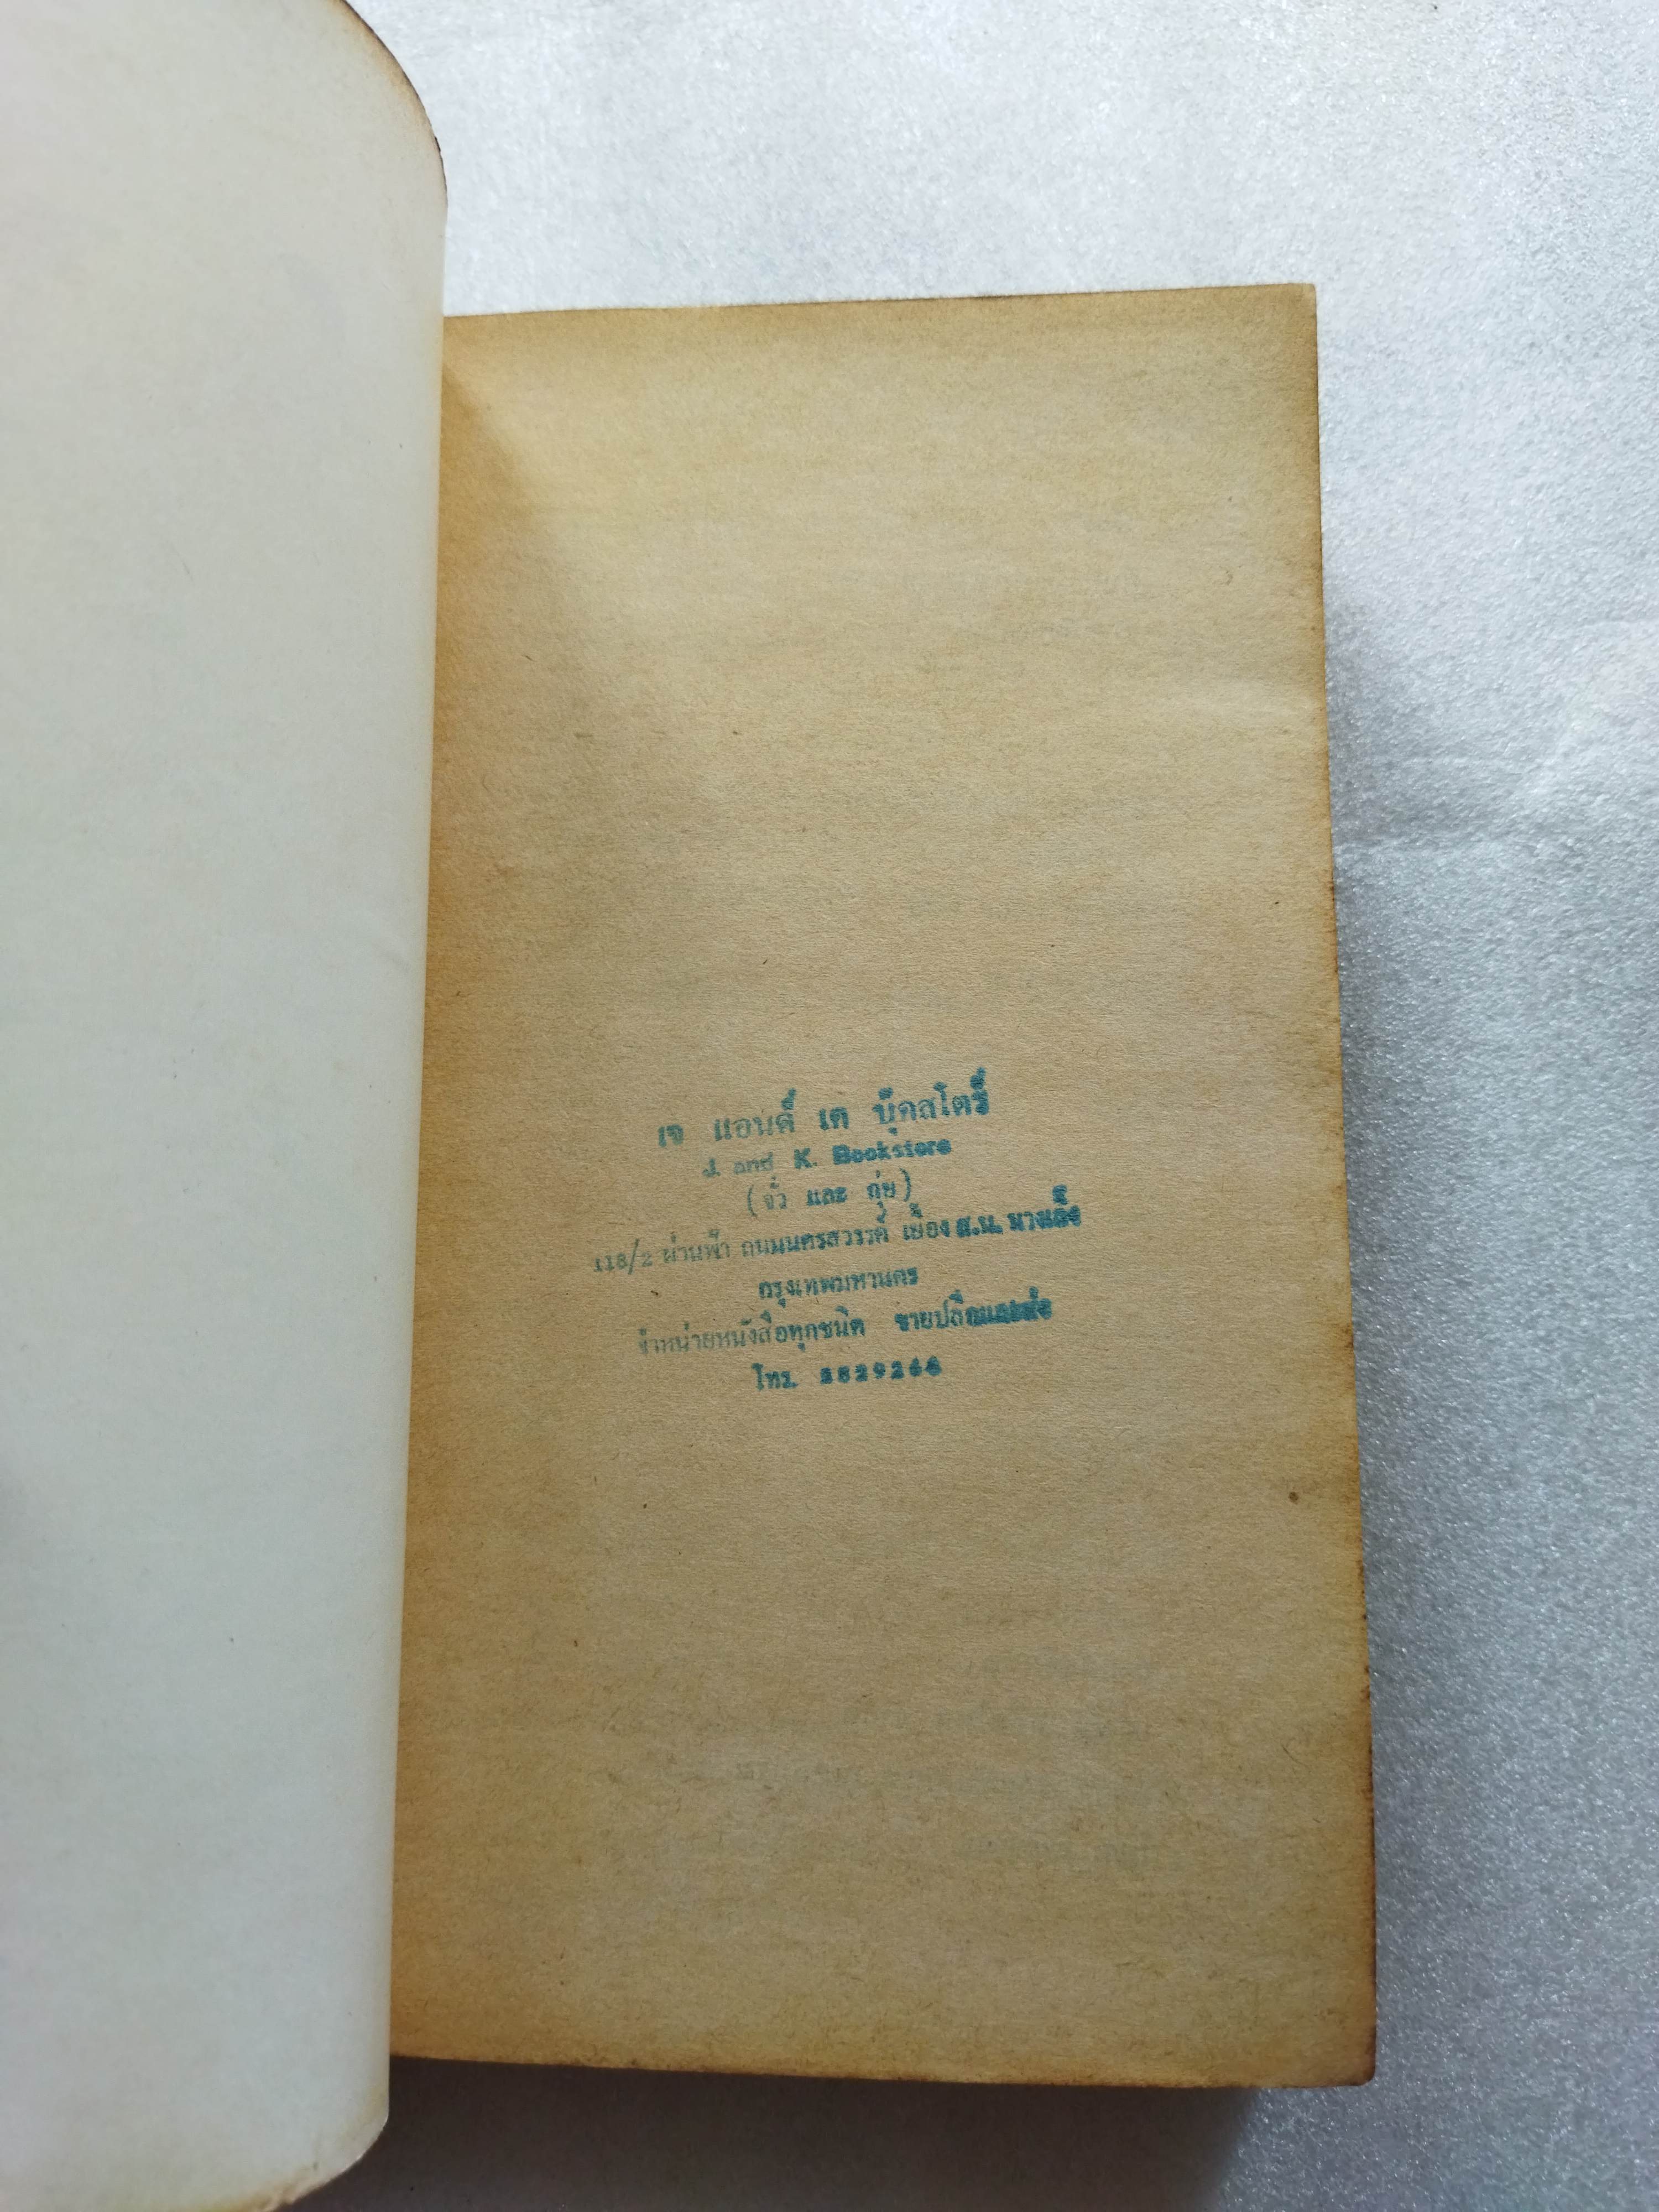 เจ แอนด์ เค บุ๊คสโตร์
J. and K. Bookstore
(จิ๋ว และ กุ่ย)
118/2 ผ่านฟ้า ถนนนครสวรรค์ เยื้อง ส.น. นางเลิ้ง
กรุงเทพมหานคร
จำหน่ายหนังสือทุกชนิด ขายปลีกและส่ง
โทร. 2829268